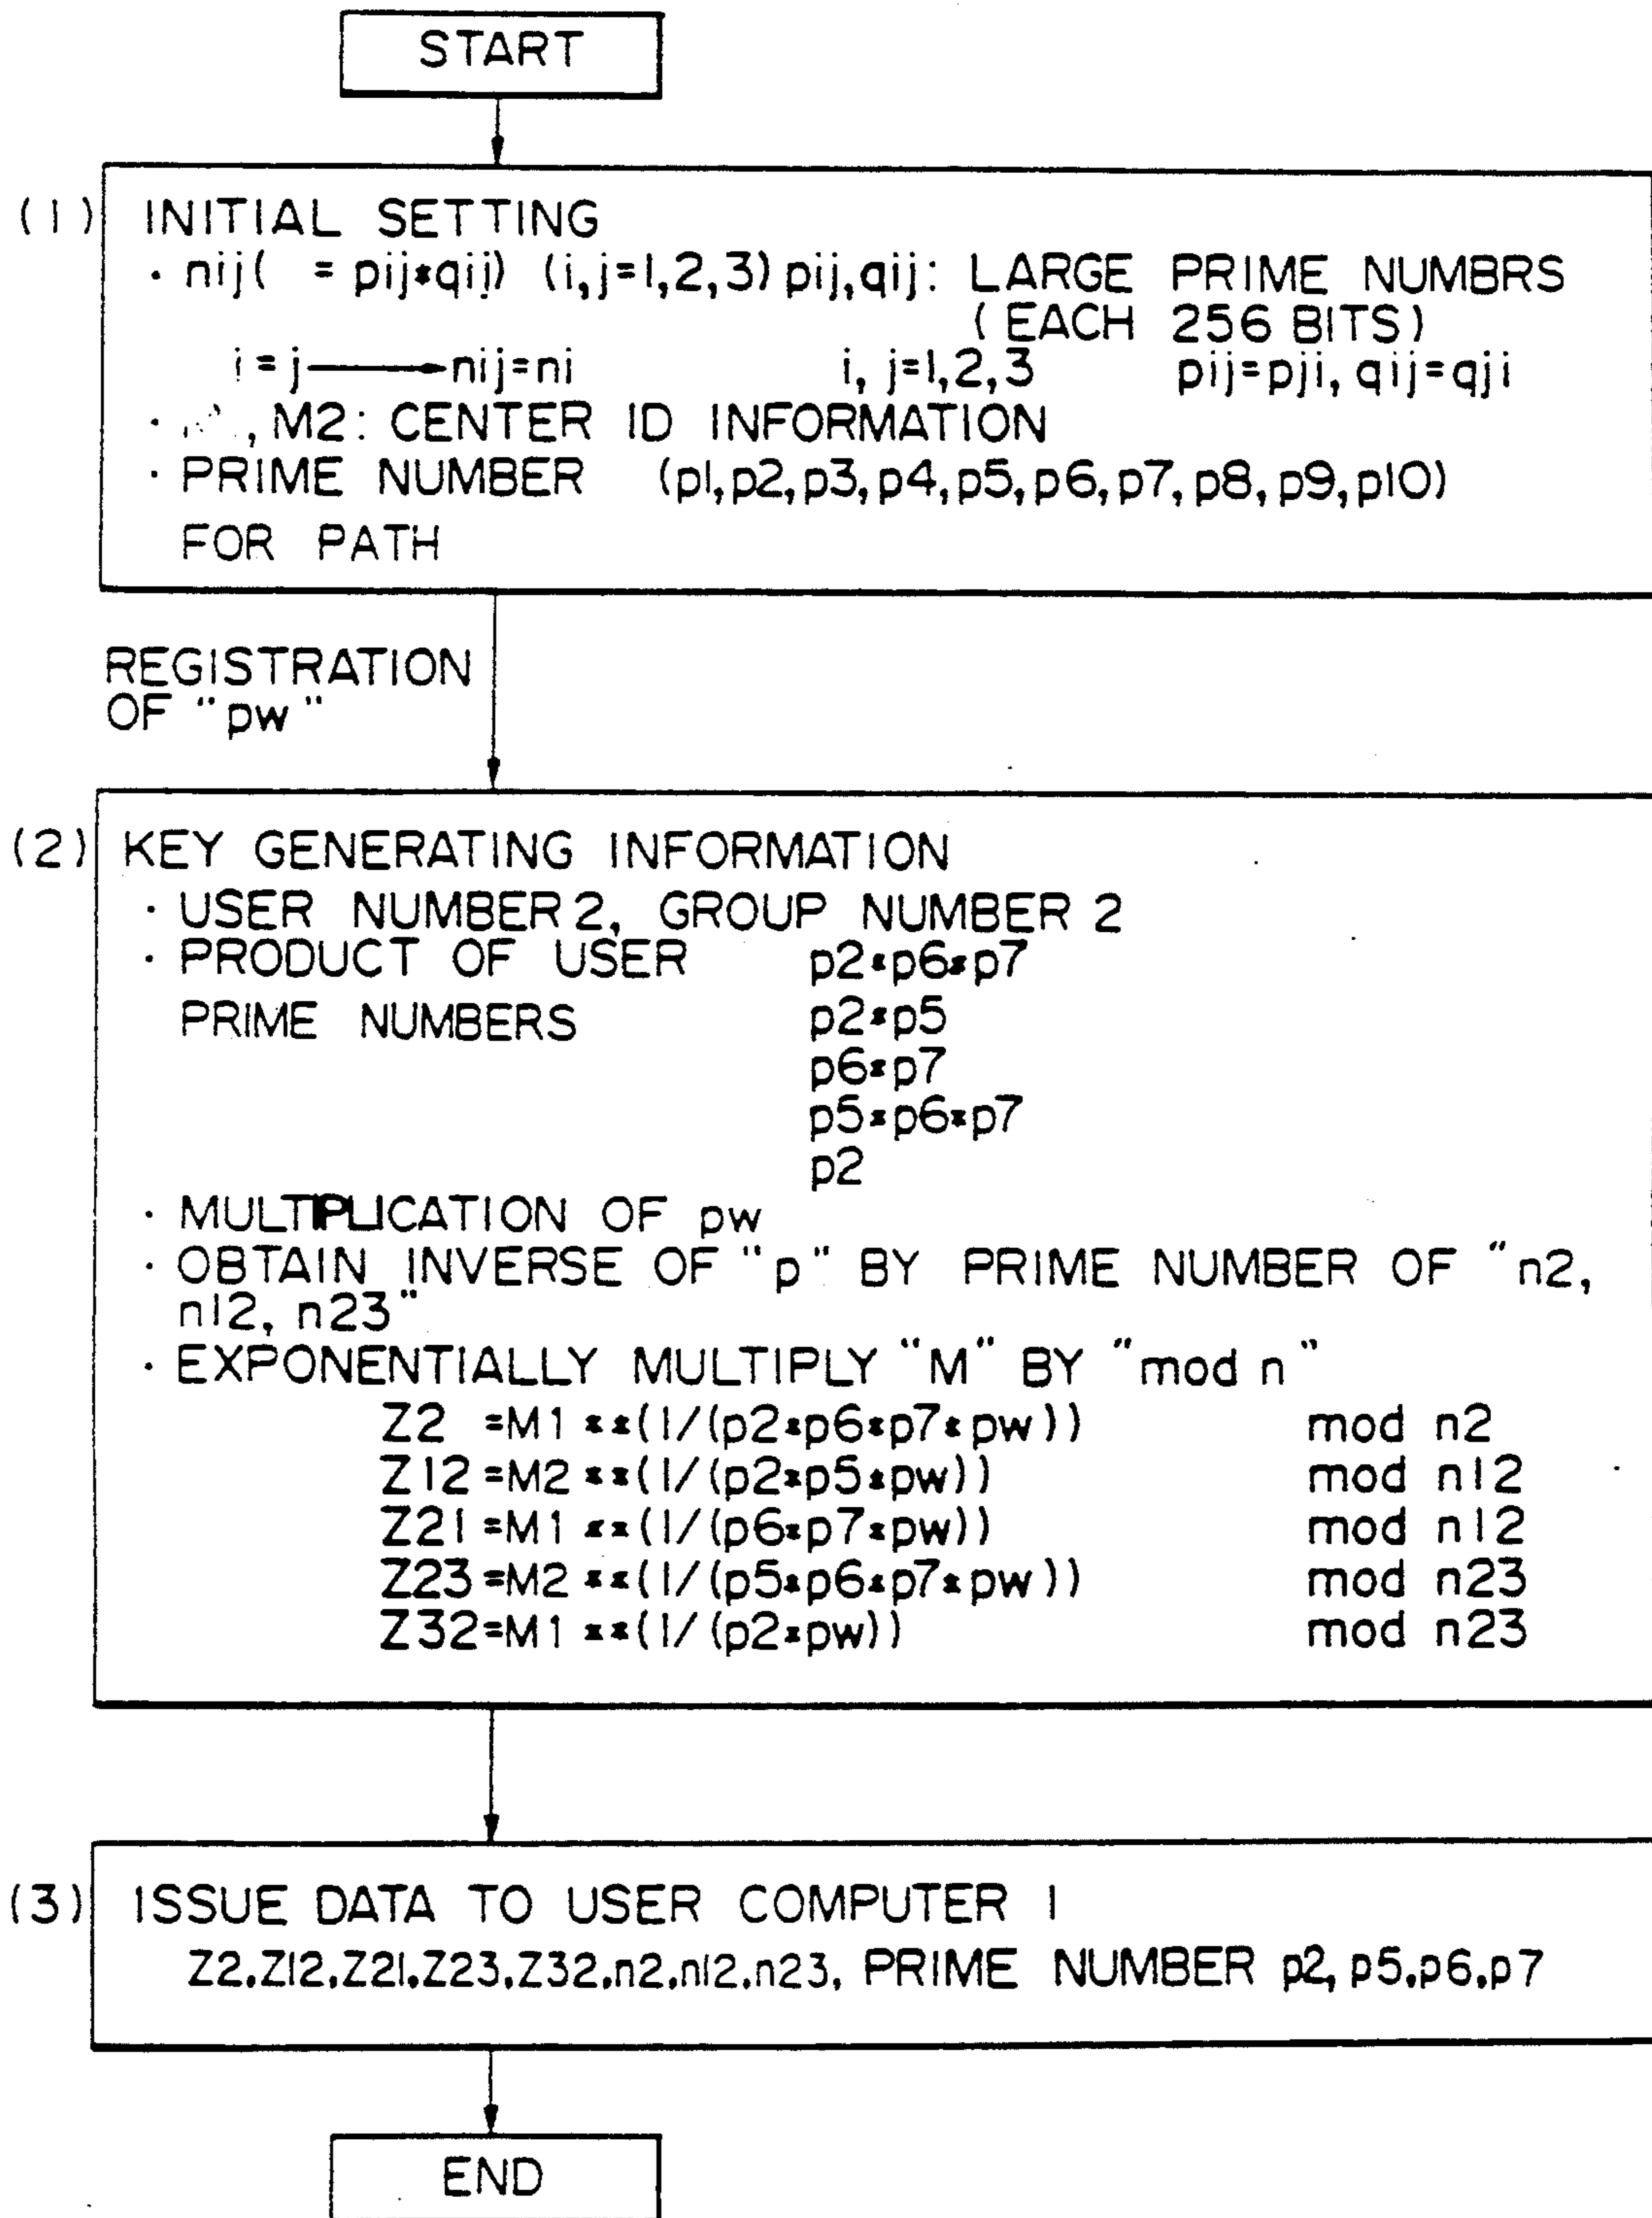 START
(1) INITIAL SETTING
· nij( = pij*qij) (i,j=1,2,3) pij,qij: LARGE PRIME NUMBRS
(EACH 256 BITS)
i = j → nij=ni i, j=1,2,3 pij=pji, qij=qji
· , M2: CENTER ID INFORMATION
· PRIME NUMBER (p1,p2,p3,p4,p5,p6,p7,p8,p9,p10)
FOR PATH
REGISTRATION
OF "pw"
(2) KEY GENERATING INFORMATION
· USER NUMBER 2, GROUP NUMBER 2
· PRODUCT OF USER p2*p6*p7
PRIME NUMBERS p2*p5
p6*p7
p5*p6*p7
p2
· MULTIPLICATION OF pw
· OBTAIN INVERSE OF "p" BY PRIME NUMBER OF "n2,
n12, n23"
· EXPONENTIALLY MULTIPLY "M" BY "mod n"
Z2 =M1 **(1/(p2*p6*p7*pw)) mod n2
Z12 =M2 **(1/(p2*p5*pw)) mod n12
Z21 =M1 **(1/(p6*p7*pw)) mod n12
Z23 =M2 **(1/(p5*p6*p7*pw)) mod n23
Z32=M1 **(1/(p2*pw)) mod n23
(3) ISSUE DATA TO USER COMPUTER 1
Z2,Z12,Z21,Z23,Z32,n2,n12,n23, PRIME NUMBER p2, p5,p6,p7
END